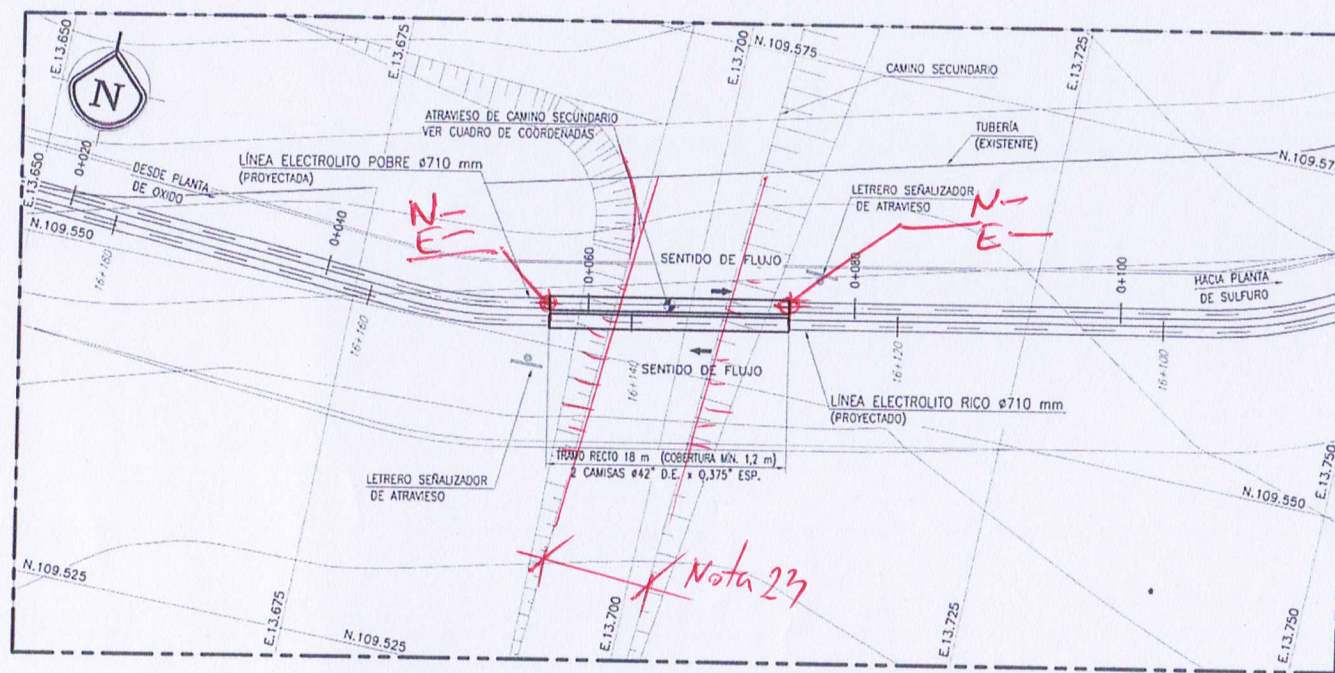 E.13.650
E.13.675
E.13.700
N.109.575
E.13.725
N
CAMINO SECUNDARIO
ATRAVIESO DE CAMINO SECUNDARIO
VER CUADRO DE COORDENADAS
TUBERÍA
(EXISTENTE)
E.13.650
0+020
DESDE PLANTA
DE OXIDO
LÍNEA ELECTROLITO POBRE ø710 mm
(PROYECTADA)
LETRERO SEÑALIZADOR
DE ATRAVIESO
N-
E-
N-
E-
N.109.550
16+180
0+040
16+160
0+060
SENTIDO DE FLUJO
0+080
0+100
HACIA PLANTA
DE SULFURO
16+140
SENTIDO DE FLUJO
16+120
16+100
LÍNEA ELECTROLITO RICO ø710 mm
(PROYECTADO)
TRAMO RECTO 18 m (COBERTURA MÍN. 1,2 m)
2 CAMISAS ø42" D.E. x 0,375" ESP.
LETRERO SEÑALIZADOR
DE ATRAVIESO
N.109.550
E.13.750
Nota 23
N.109.525
E.13.675
N.109.525
E.13.700
E.13.725
E.13.750